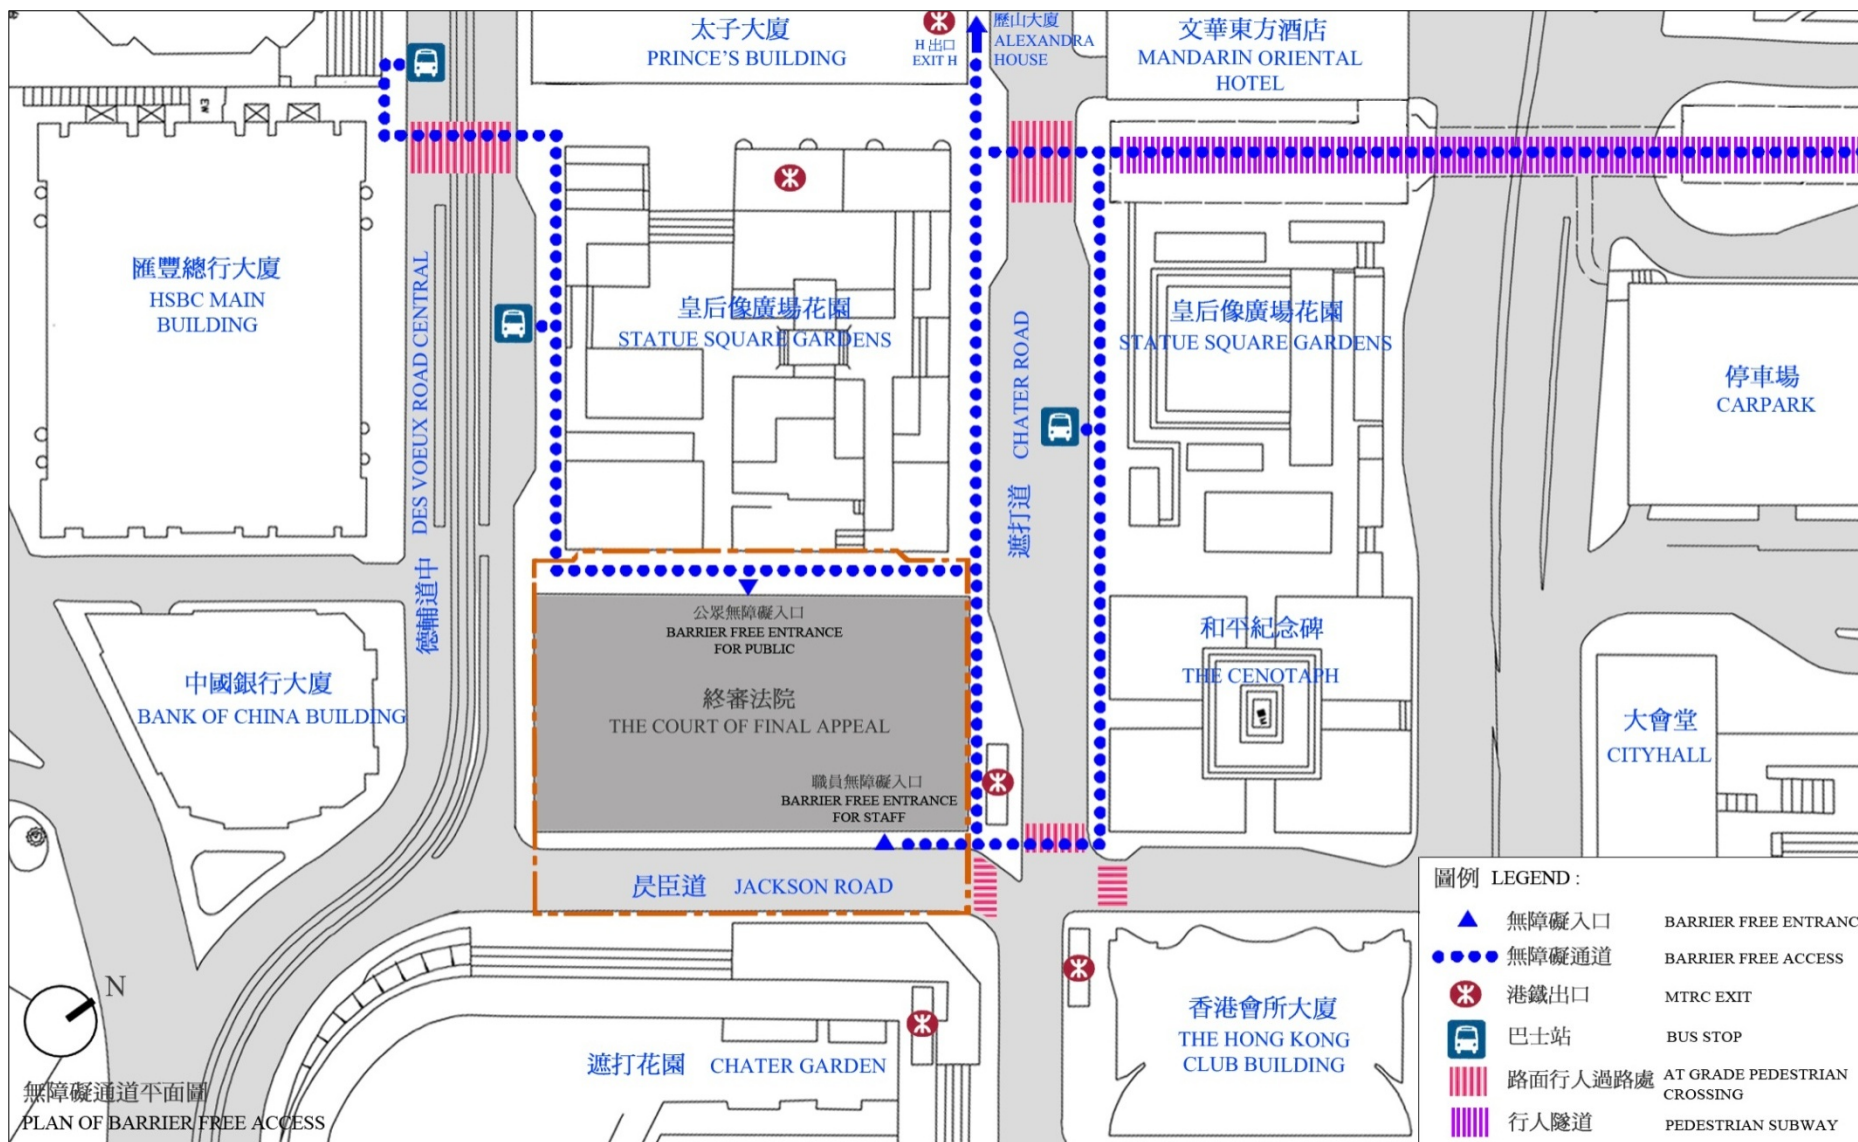 太子大廈
PRINCE'S BUILDING
H 出口
EXIT H
歷山大廈
ALEXANDRA
HOUSE
文華東方酒店
MANDARIN ORIENTAL
HOTEL
匯豐總行大廈
HSBC MAIN
BUILDING
德輔道中 DES VOEUX ROAD CENTRAL
皇后像廣場花園
STATUE SQUARE GARDENS
遮打道 CHATER ROAD
皇后像廣場花園
STATUE SQUARE GARDENS
停車場
CARPARK
公眾無障礙入口
BARRIER FREE ENTRANCE
FOR PUBLIC
終審法院
THE COURT OF FINAL APPEAL
職員無障礙入口
BARRIER FREE ENTRANCE
FOR STAFF
和平紀念碑
THE CENOTAPH
中國銀行大廈
BANK OF CHINA BUILDING
大會堂
CITYHALL
昃臣道 JACKSON ROAD
遮打花園 CHATER GARDEN
香港會所大廈
THE HONG KONG
CLUB BUILDING
N
無障礙通道平面圖
PLAN OF BARRIER FREE ACCESS
圖例 LEGEND :
無障礙入口 BARRIER FREE ENTRANC
無障礙通道 BARRIER FREE ACCESS
港鐵出口 MTRC EXIT
巴士站 BUS STOP
路面行人過路處 AT GRADE PEDESTRIAN
CROSSING
行人隧道 PEDESTRIAN SUBWAY